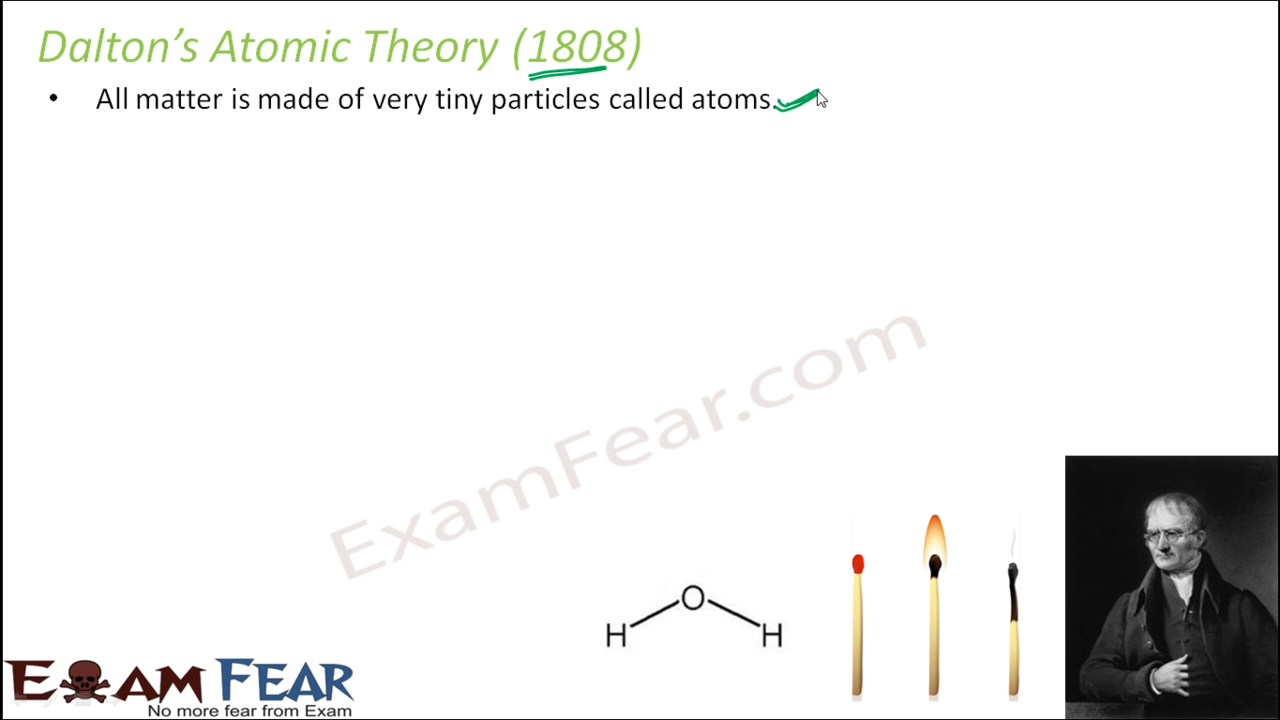 Dalton’s Atomic Theory (1808)
• All matter is made of very tiny particles called atoms.
ExamFear.com
O
H H
EXAM FEAR
No more fear from Exam